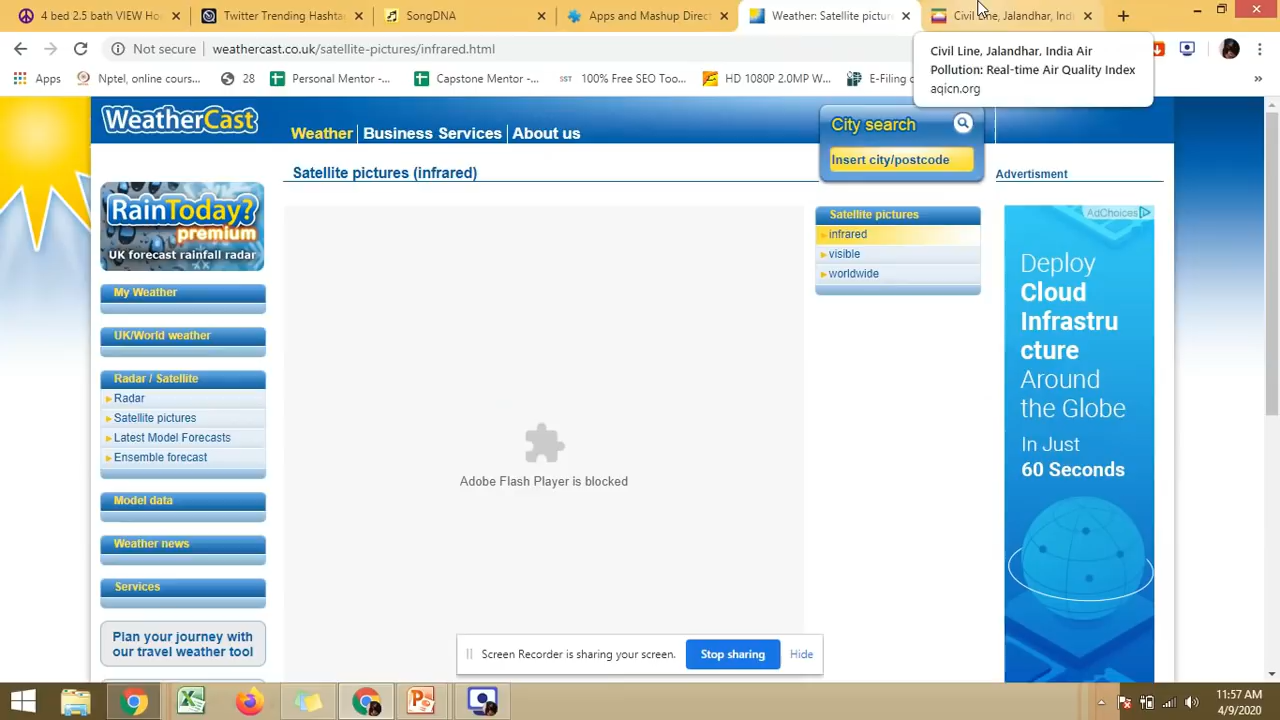 4 bed 2.5 bath VIEW Ho
Twitter Trending Hashta
SongDNA
Apps and Mashup Direct
Weather: Satellite pictur
Civil Line, Jalandhar, Indi
Not secure
weathercast.co.uk/satellite-pictures/infrared.html
Civil Line, Jalandhar, India Air
Pollution: Real-time Air Quality Index
aqicn.org
Apps
Nptel, online cours...
28
Personal Mentor -...
Capstone Mentor -...
SST
100% Free SEO Too...
HD 1080P 2.0MP W...
E-Filing
WeatherCast
Weather
Business Services
About us
City search
Insert city/postcode
Satellite pictures (infrared)
Advertisment
RainToday?
premium
UK forecast rainfall radar
My Weather
UK/World weather
Radar / Satellite
Radar
Satellite pictures
Latest Model Forecasts
Ensemble forecast
Model data
Weather news
Services
Plan your journey with
our travel weather tool
Adobe Flash Player is blocked
Satellite pictures
infrared
visible
worldwide
AdChoices
Deploy
Cloud
Infrastru
cture
Around
the Globe
In Just
60 Seconds
Screen Recorder is sharing your screen.
Stop sharing
Hide
11:57 AM
4/9/2020